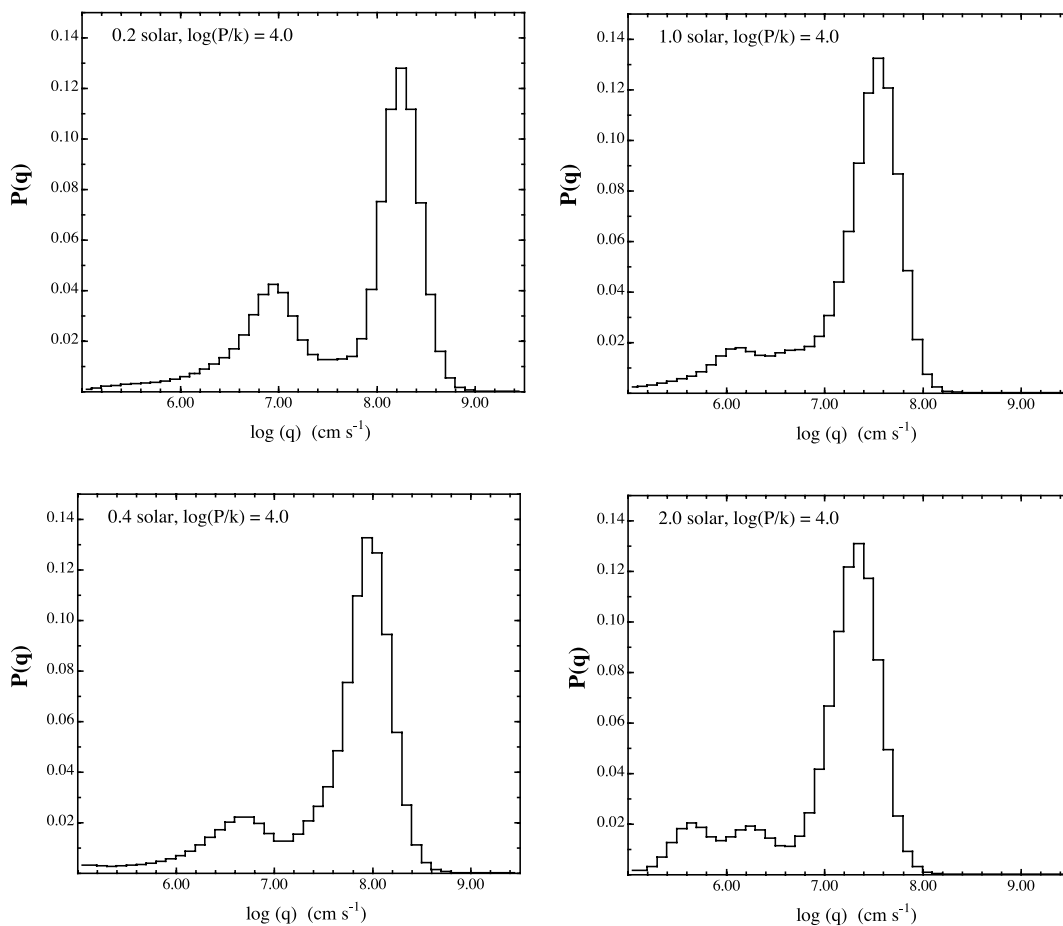 0.2 solar, log(P/k) = 4.0
0.14
0.12
0.10
0.08
0.06
0.04
0.02
P(q)
6.00 7.00 8.00 9.00
log (q) (cm s⁻¹)
1.0 solar, log(P/k) = 4.0
0.14
0.12
0.10
0.08
0.06
0.04
0.02
P(q)
6.00 7.00 8.00 9.00
log (q) (cm s⁻¹)
0.4 solar, log(P/k) = 4.0
0.14
0.12
0.10
0.08
0.06
0.04
0.02
P(q)
6.00 7.00 8.00 9.00
log (q) (cm s⁻¹)
2.0 solar, log(P/k) = 4.0
0.14
0.12
0.10
0.08
0.06
0.04
0.02
P(q)
6.00 7.00 8.00 9.00
log (q) (cm s⁻¹)